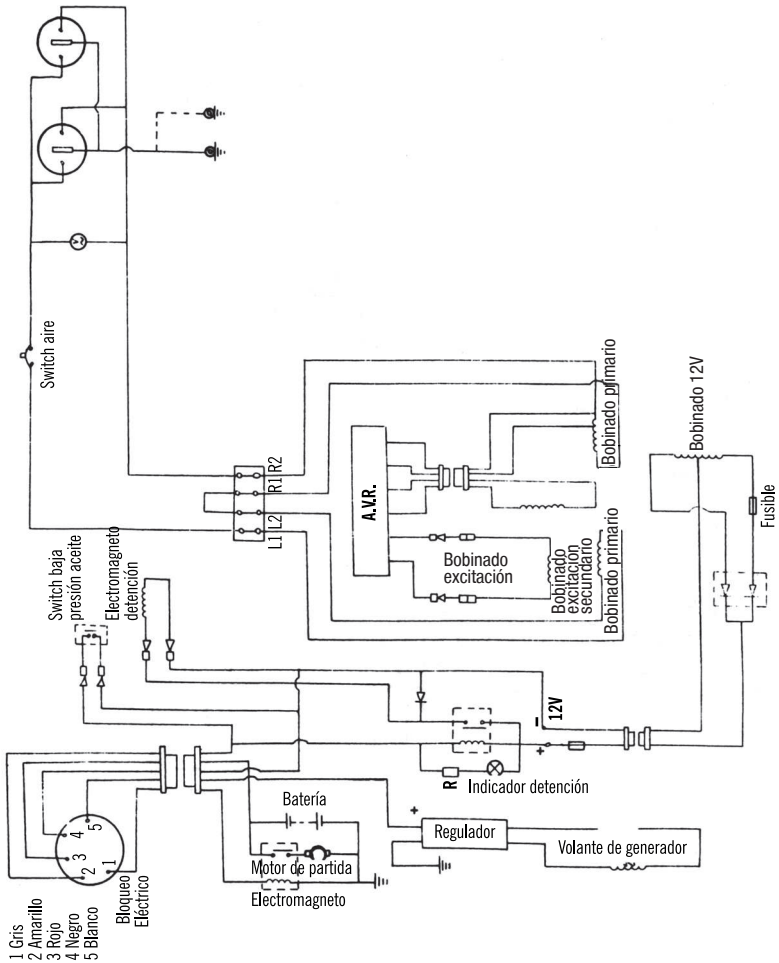 Switch aire
L1
L2
R1
R2
A.V.R.
Bobinado primario
Bobinado
excitación
Bobinado
excitacion
secundario
Bobinado primario
Bobinado 12V
Fusible
Switch baja
presión aceite
Electromagneto
detención
12V
-
+
R
Indicador detención
1 Gris
2 Amarillo
3 Rojo
4 Negro
5 Blanco
1
2
3
4
5
Bloqueo
Eléctrico
Batería
Motor de partida
Electromagneto
+
Regulador
Volante de generador